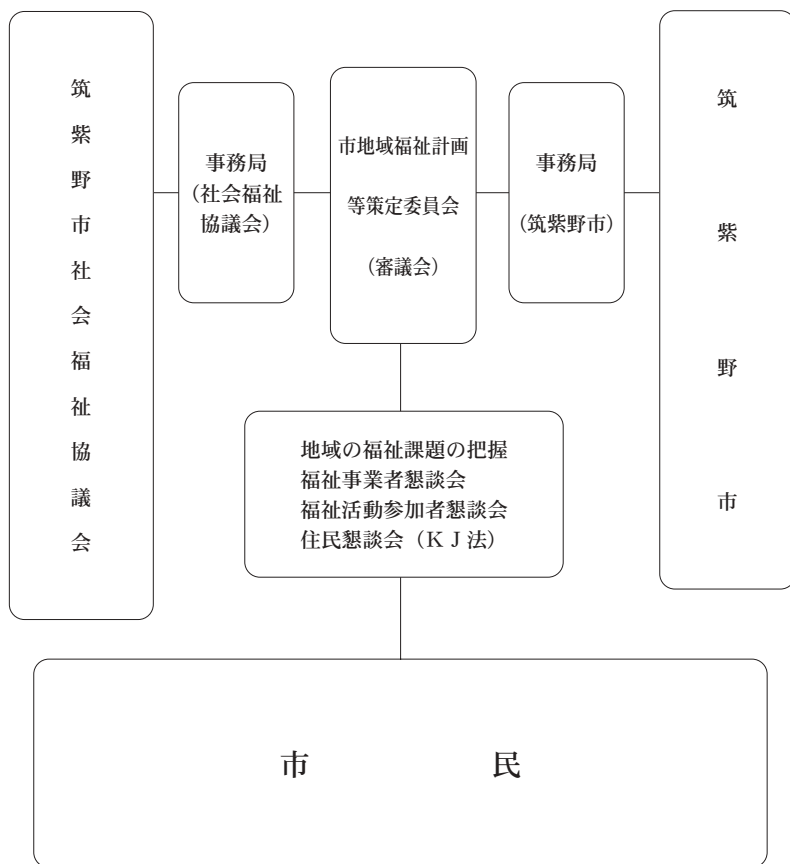 筑紫野市社会福祉協議会
事務局
（社会福祉
協議会）
市地域福祉計画
等策定委員会
（審議会）
事務局
（筑紫野市）
筑紫野市
地域の福祉課題の把握
福祉事業者懇談会
福祉活動参加者懇談会
住民懇談会（ＫＪ法）
市民